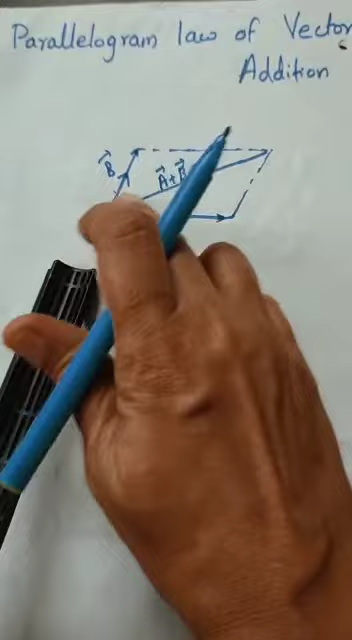 Parallelogram law of Vector
Addition
B⃗
A⃗+B⃗